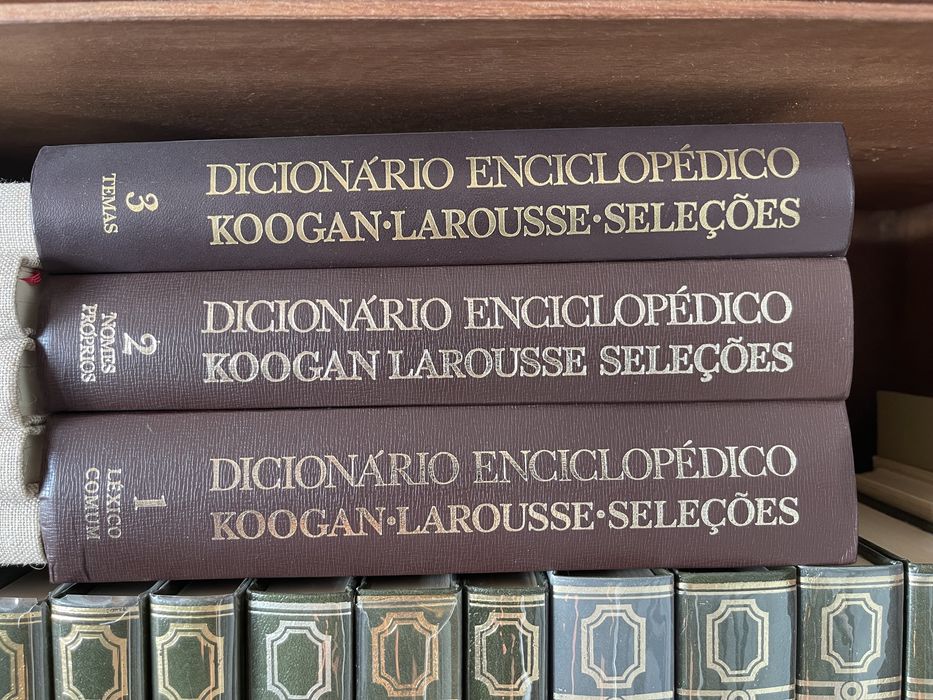 DICIONÁRIO ENCICLOPÉDICO
KOOGAN·LAROUSSE·SELEÇÕES
3
TEMAS
DICIONÁRIO ENCICLOPÉDICO
KOOGAN LAROUSSE SELEÇÕES
2
NOMES
PRÓPRIOS
DICIONÁRIO ENCICLOPÉDICO
KOOGAN·LAROUSSE·SELEÇÕES
1
LÉXICO
COMUM